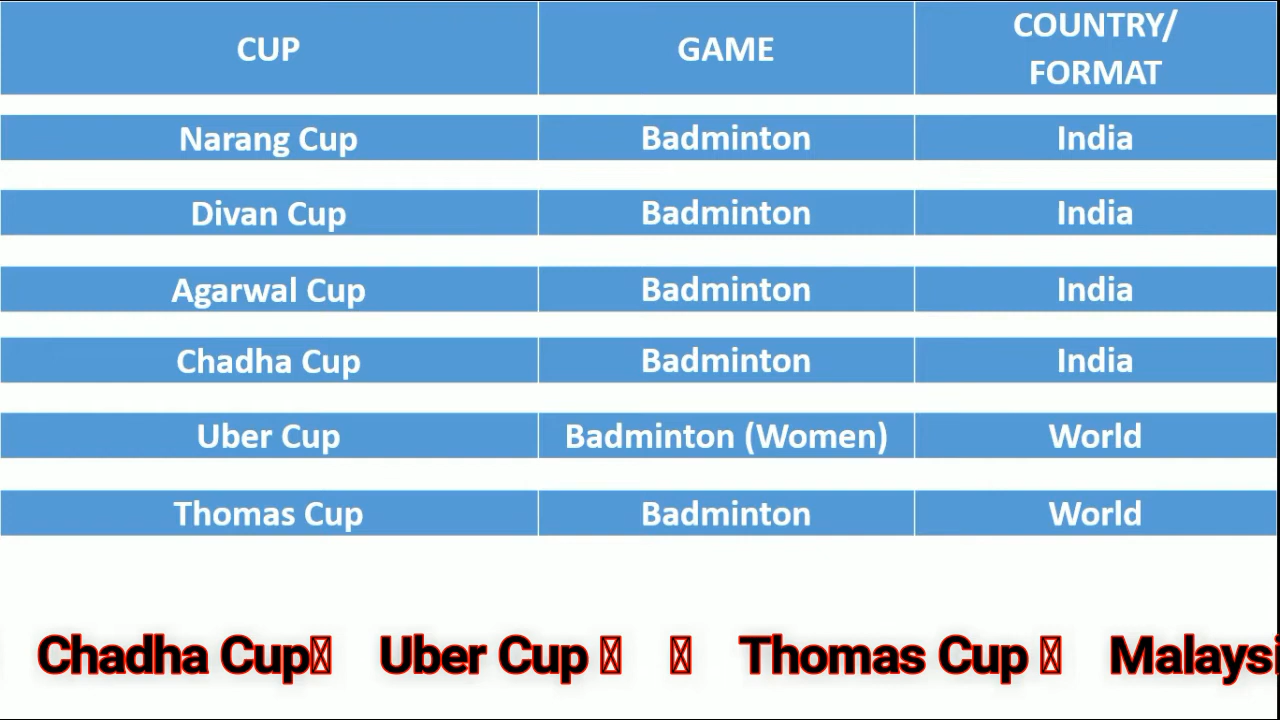 CUP GAME COUNTRY/
FORMAT
Narang Cup Badminton India
Divan Cup Badminton India
Agarwal Cup Badminton India
Chadha Cup Badminton India
Uber Cup Badminton (Women) World
Thomas Cup Badminton World
Chadha Cup Uber Cup Thomas Cup Malaysi